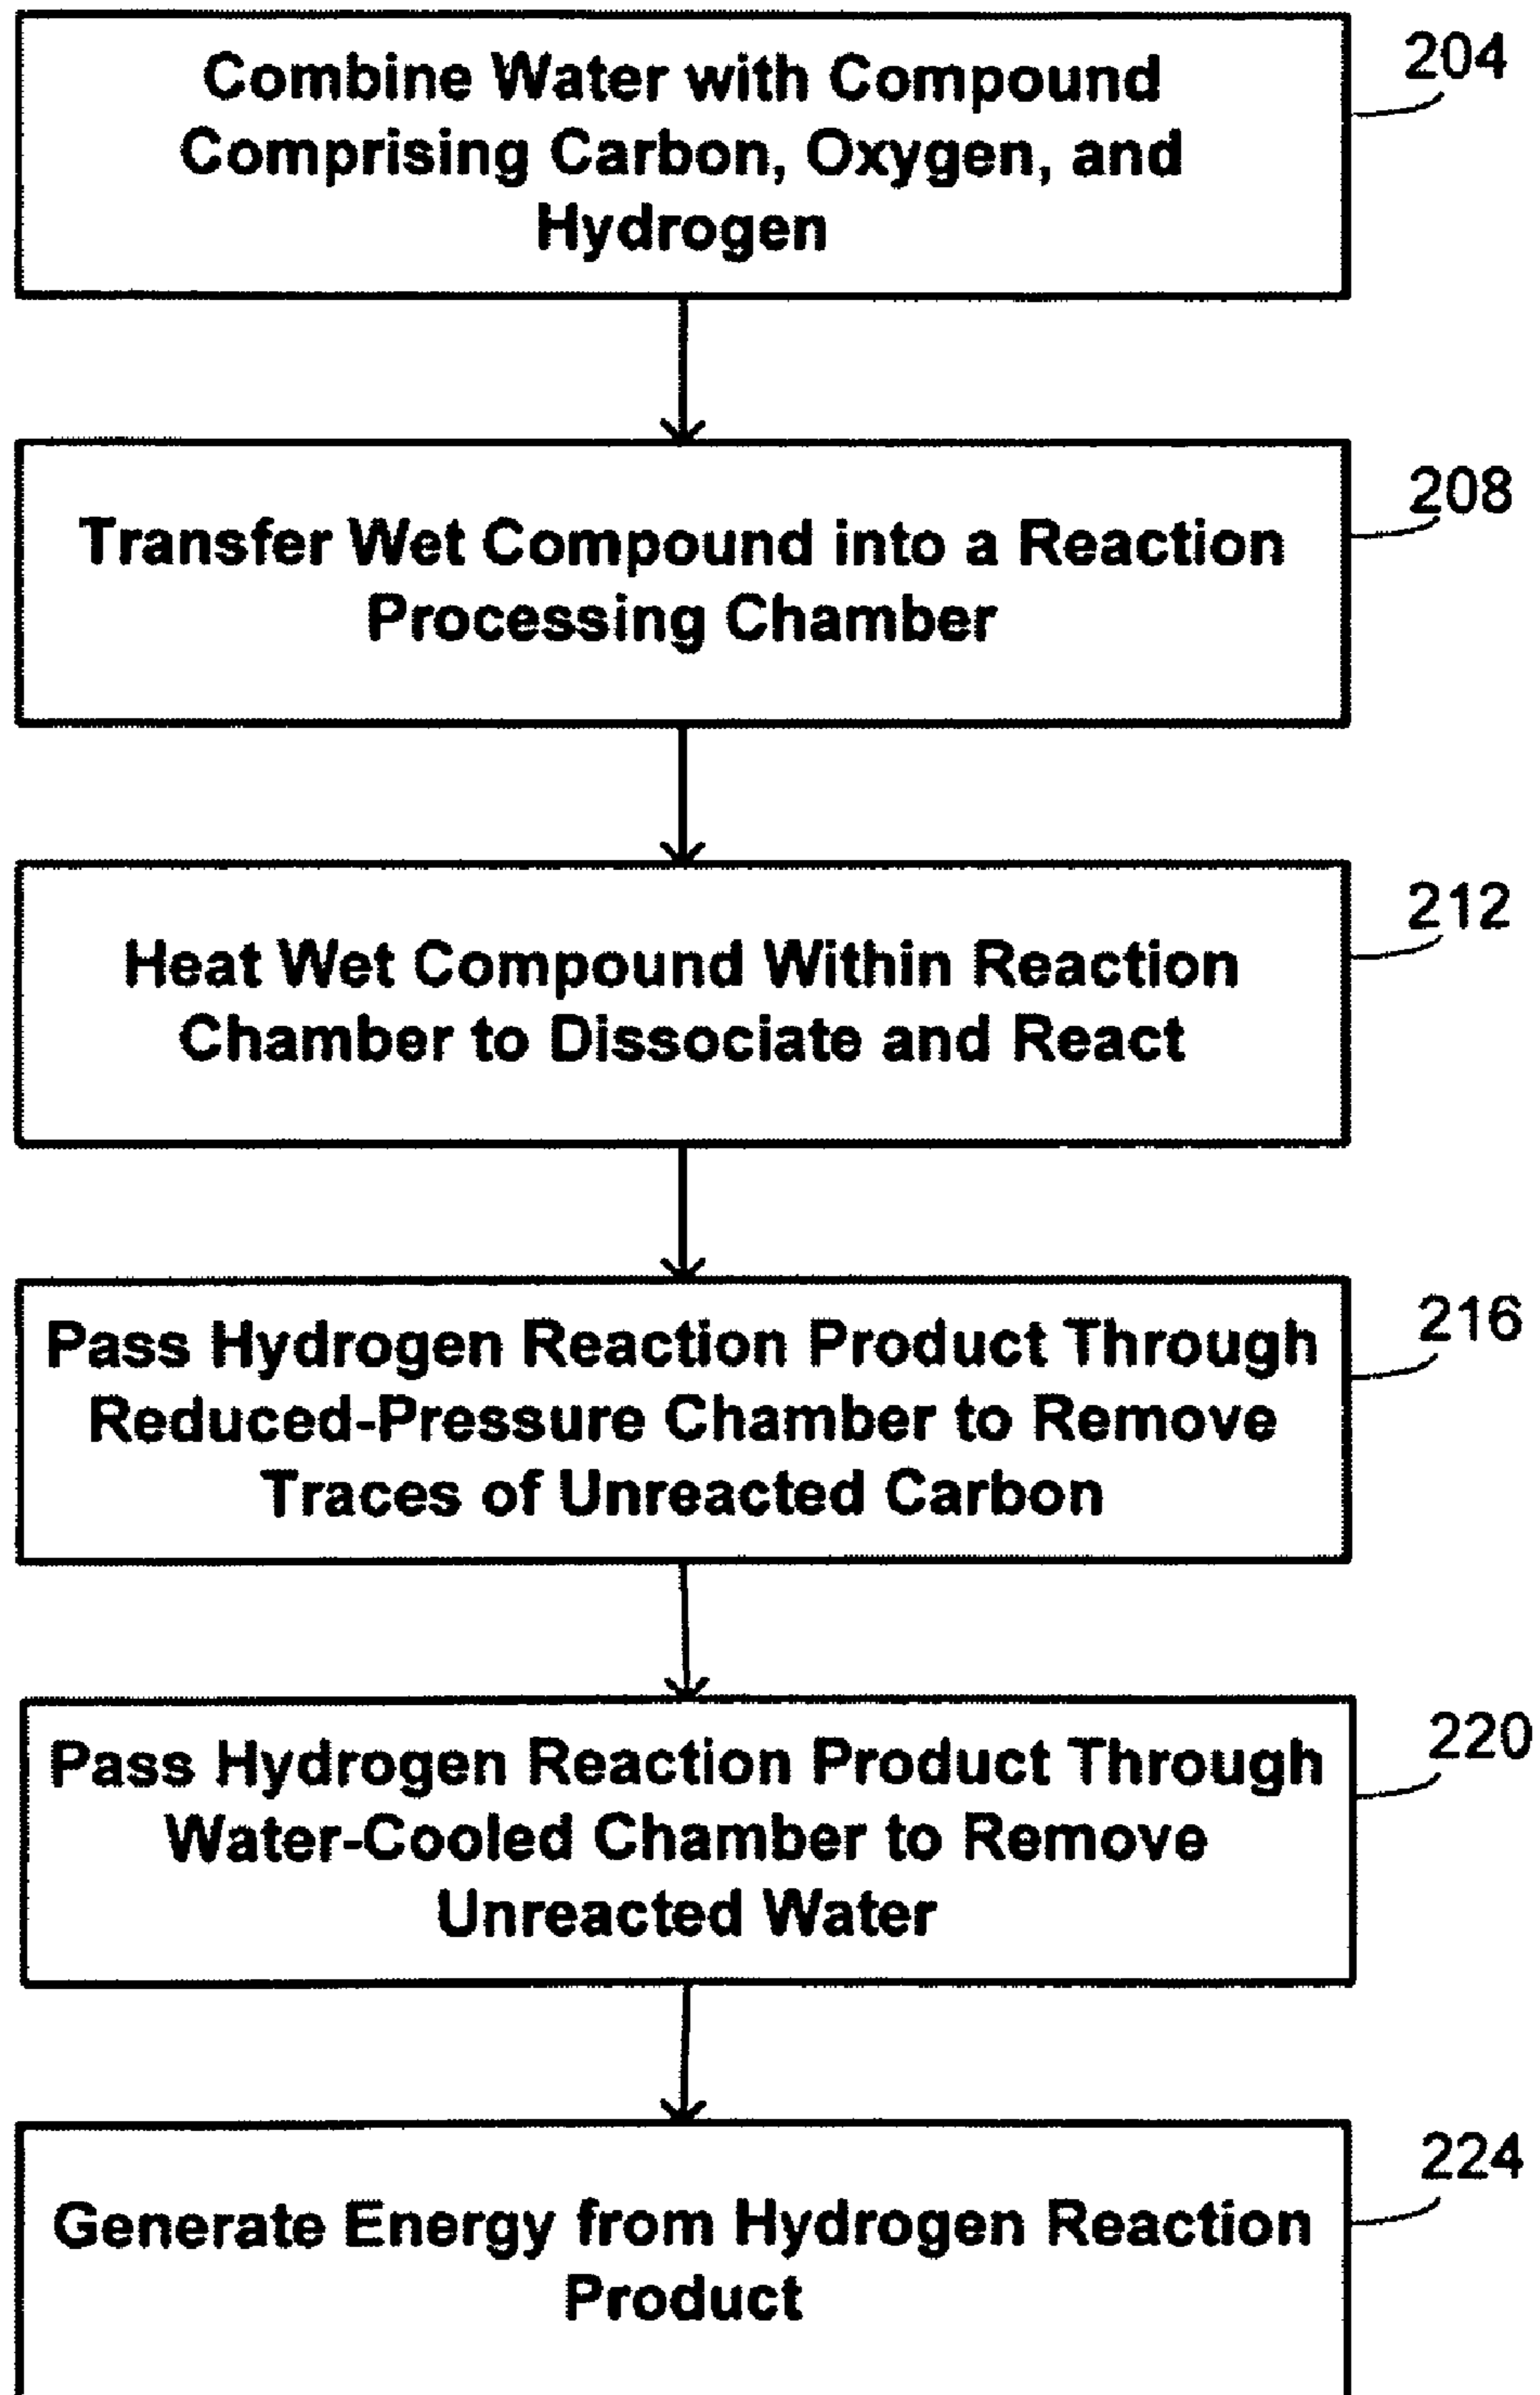 204
Combine Water with Compound
Comprising Carbon, Oxygen, and
Hydrogen
208
Transfer Wet Compound into a Reaction
Processing Chamber
212
Heat Wet Compound Within Reaction
Chamber to Dissociate and React
216
Pass Hydrogen Reaction Product Through
Reduced-Pressure Chamber to Remove
Traces of Unreacted Carbon
220
Pass Hydrogen Reaction Product Through
Water-Cooled Chamber to Remove
Unreacted Water
224
Generate Energy from Hydrogen Reaction
Product